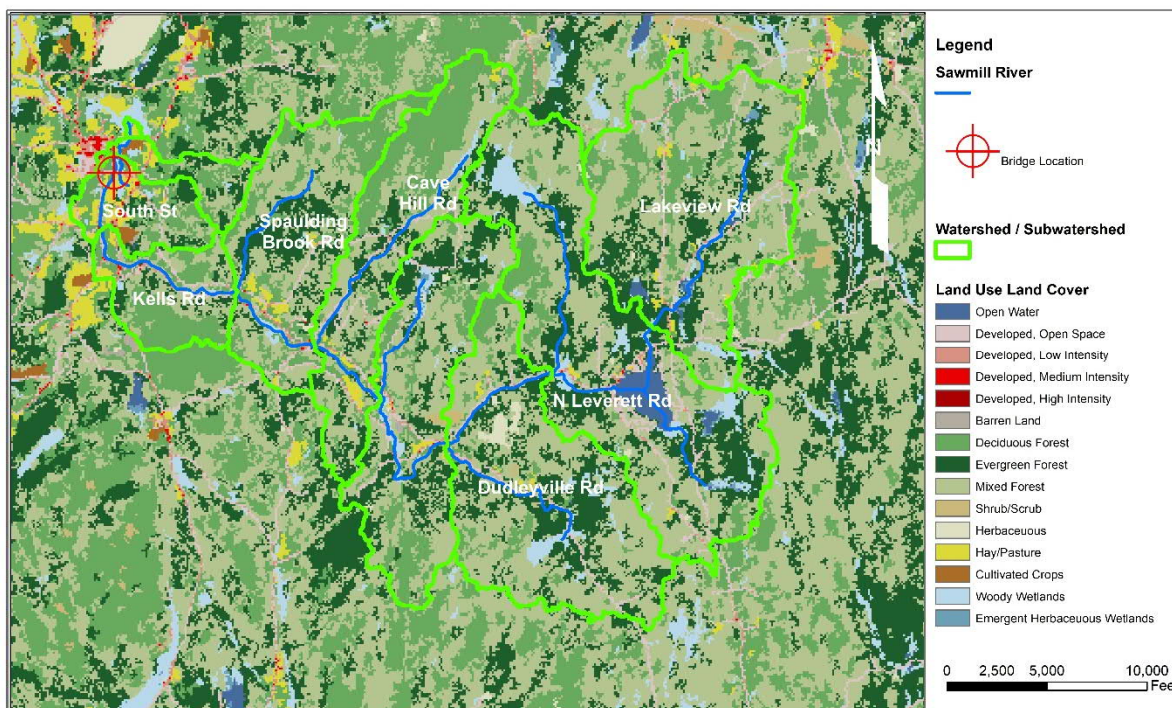 South St
Spaulding
Brook Rd
Cave
Hill Rd
Lakeview Rd
Kells Rd
N Leverett Rd
Dudleyville Rd
Legend
Sawmill River
Bridge Location
N
Watershed / Subwatershed
Land Use Land Cover
Open Water
Developed, Open Space
Developed, Low Intensity
Developed, Medium Intensity
Developed, High Intensity
Barren Land
Deciduous Forest
Evergreen Forest
Mixed Forest
Shrub/Scrub
Herbaceuous
Hay/Pasture
Cultivated Crops
Woody Wetlands
Emergent Herbaceuous Wetlands
0 2,500 5,000 10,000
Fee